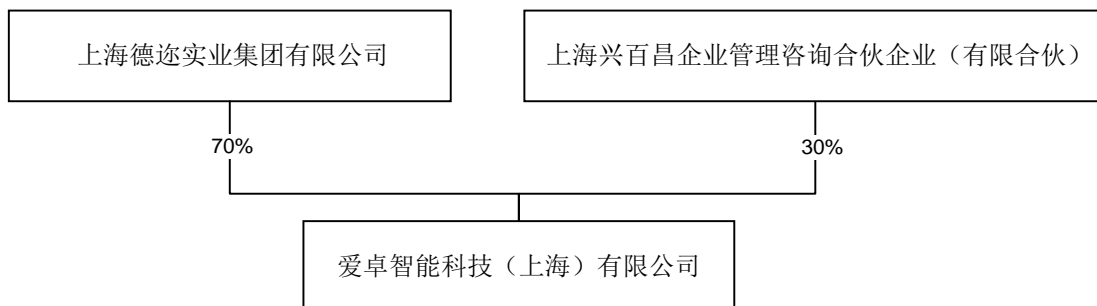 上海德迩实业集团有限公司
上海兴百昌企业管理咨询合伙企业（有限合伙）
70%
30%
爱卓智能科技（上海）有限公司